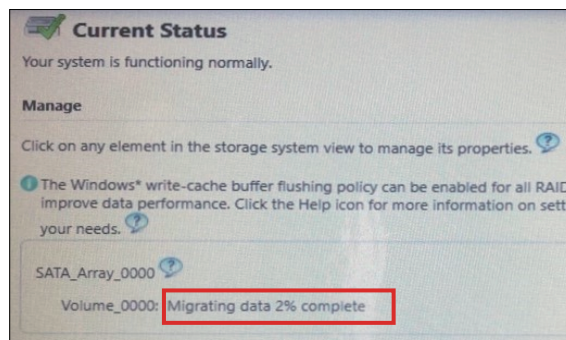 Current Status
Your system is functioning normally.
Manage
Click on any element in the storage system view to manage its properties.
The Windows* write-cache buffer flushing policy can be enabled for all RAID
improve data performance. Click the Help icon for more information on sett
your needs.
SATA_Array_0000
Volume_0000: Migrating data 2% complete